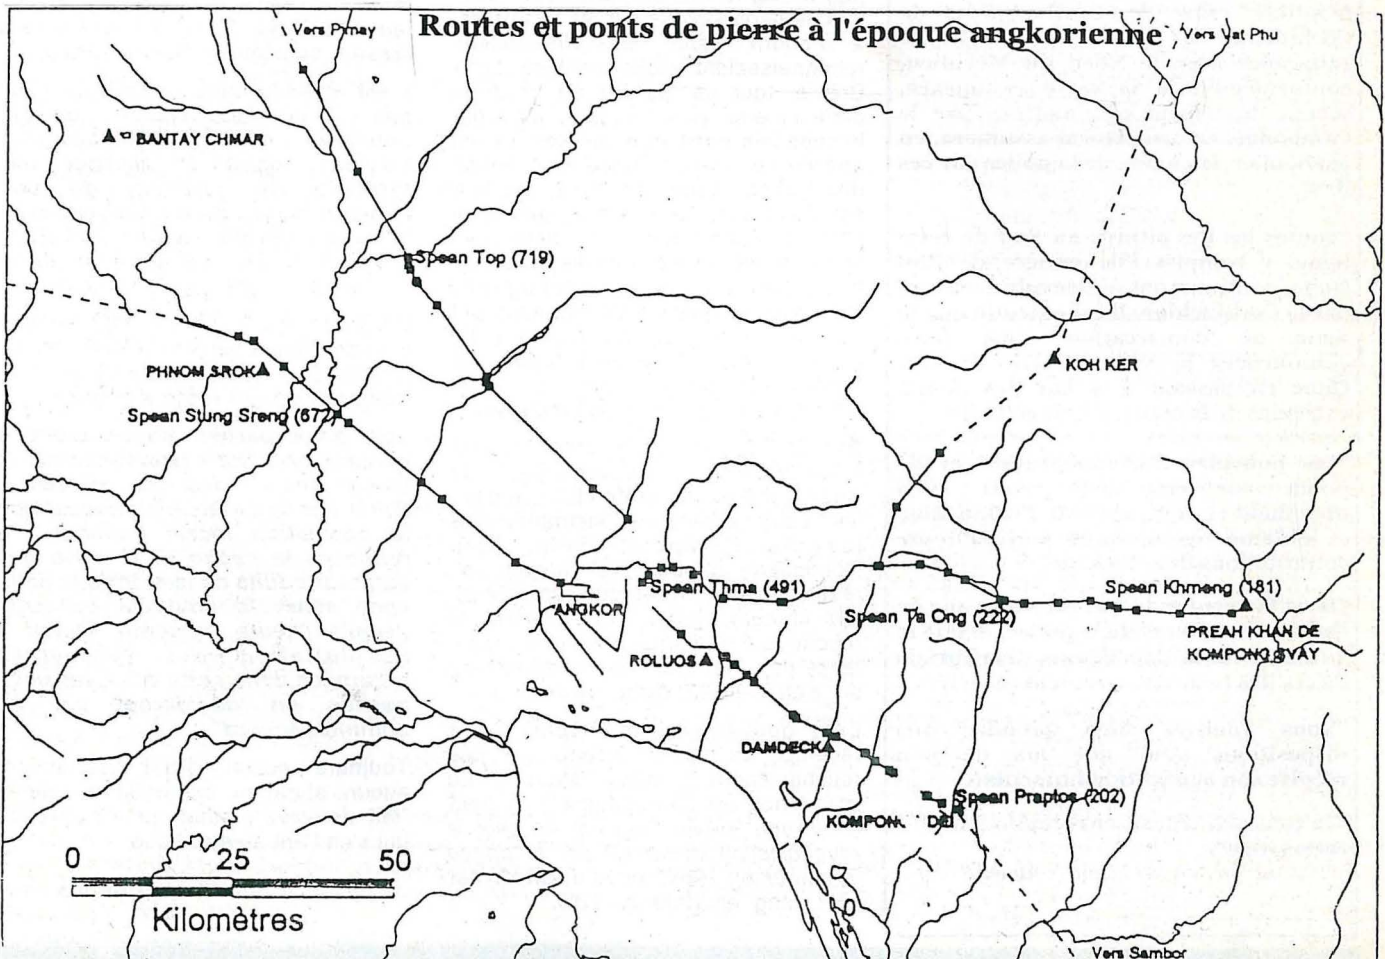 Routes et ponts de pierre à l'époque angkorienne
Vers Pimay
Vers Vat Phu
BANTAY CHMAR
Spean Top (719)
PHNOM SROK
KOH KER
Spean Stung Sreng (672)
Spean Thma (491)
Spean Khmeng (181)
ANGKOR
Spean Ta Ong (222)
PREAH KHAN DE
KOMPONG SVAY
ROLUOS
DAMDECK
Spean Praptos (202)
KOMPON. DEI
0 25 50
Kilomètres
Vers Sambor